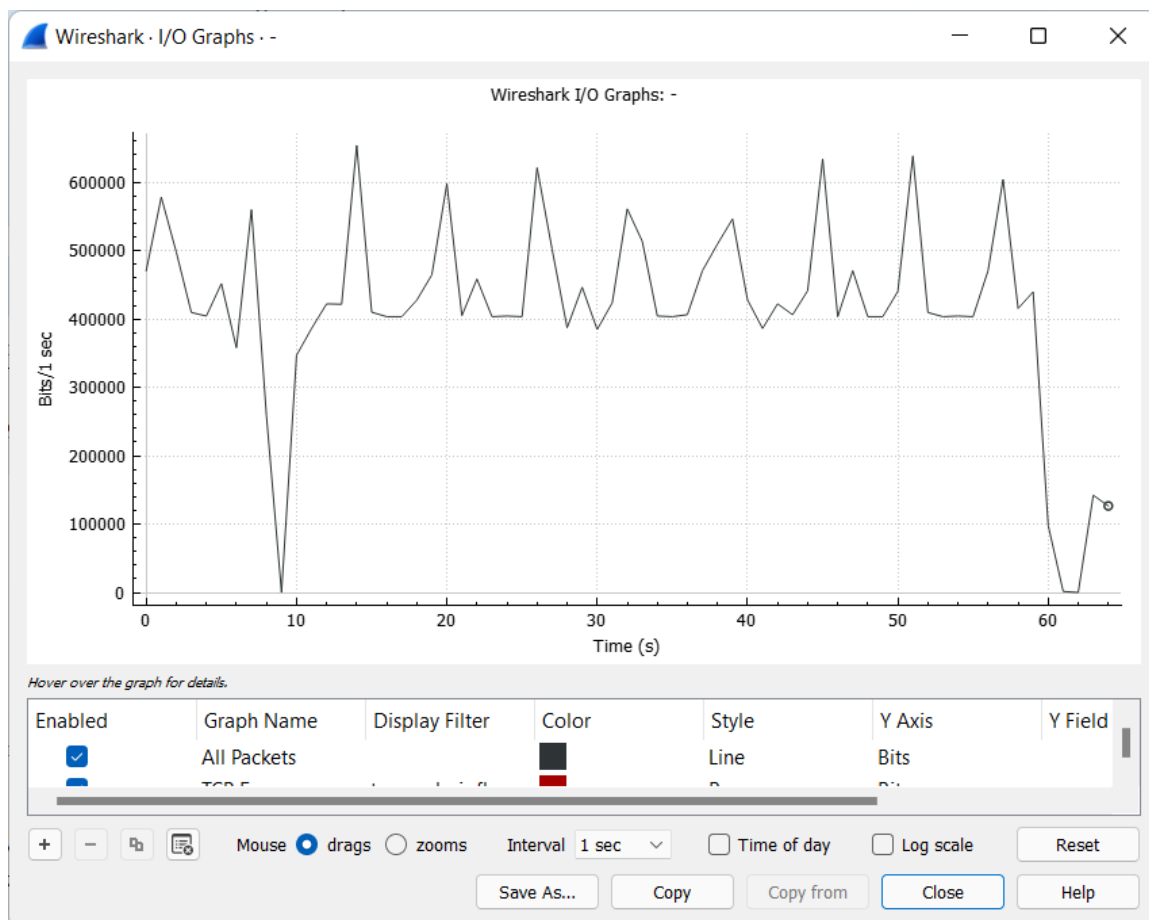 Wireshark · I/O Graphs · -
Wireshark I/O Graphs: -
600000
500000
400000
300000
200000
100000
0
Bits/1 sec
0 10 20 30 40 50 60
Time (s)
Hover over the graph for details.
Enabled Graph Name Display Filter Color Style Y Axis Y Field
All Packets Line Bits
+ − Mouse drags zooms Interval 1 sec Time of day Log scale Reset
Save As... Copy Copy from Close Help